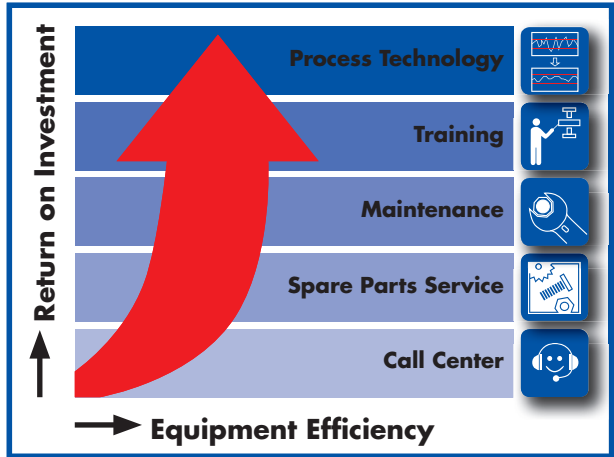 Return on Investment
Process Technology
Training
Maintenance
Spare Parts Service
Call Center
Equipment Efficiency